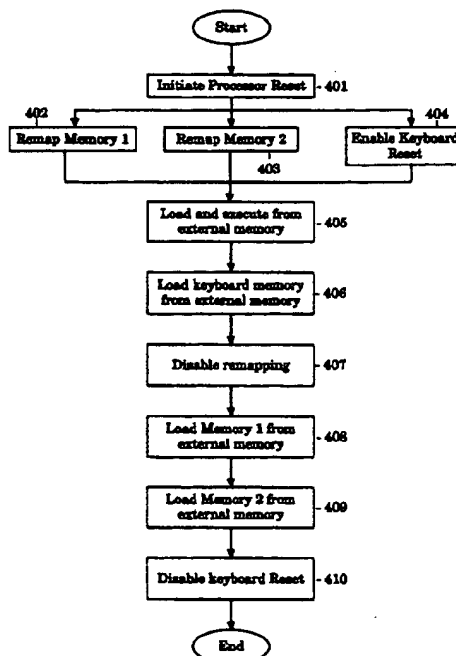 Start
Initiate Processor Reset
401
402
404
Remap Memory 1
Remap Memory 2
Enable Keyboard
Reset
403
Load and execute from
external memory
405
Load keyboard memory
from external memory
406
Disable remapping
407
Load Memory 1 from
external memory
408
Load Memory 2 from
external memory
409
Disable keyboard Reset
410
End